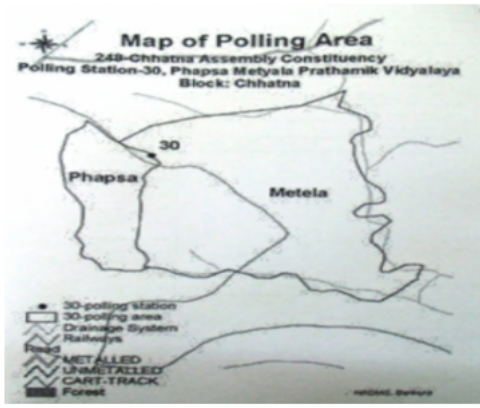 Map of Polling Area
249-Chhatna Assembly Constituency
Polling Station-30, Phapsa Metyala Prathamik Vidyalaya
Block: Chhatna
30
Phapsa
Metela
30-polling station
30-polling area
Drainage System
Railways
Road
METALLED
UNMETALLED
CART-TRACK
Forest